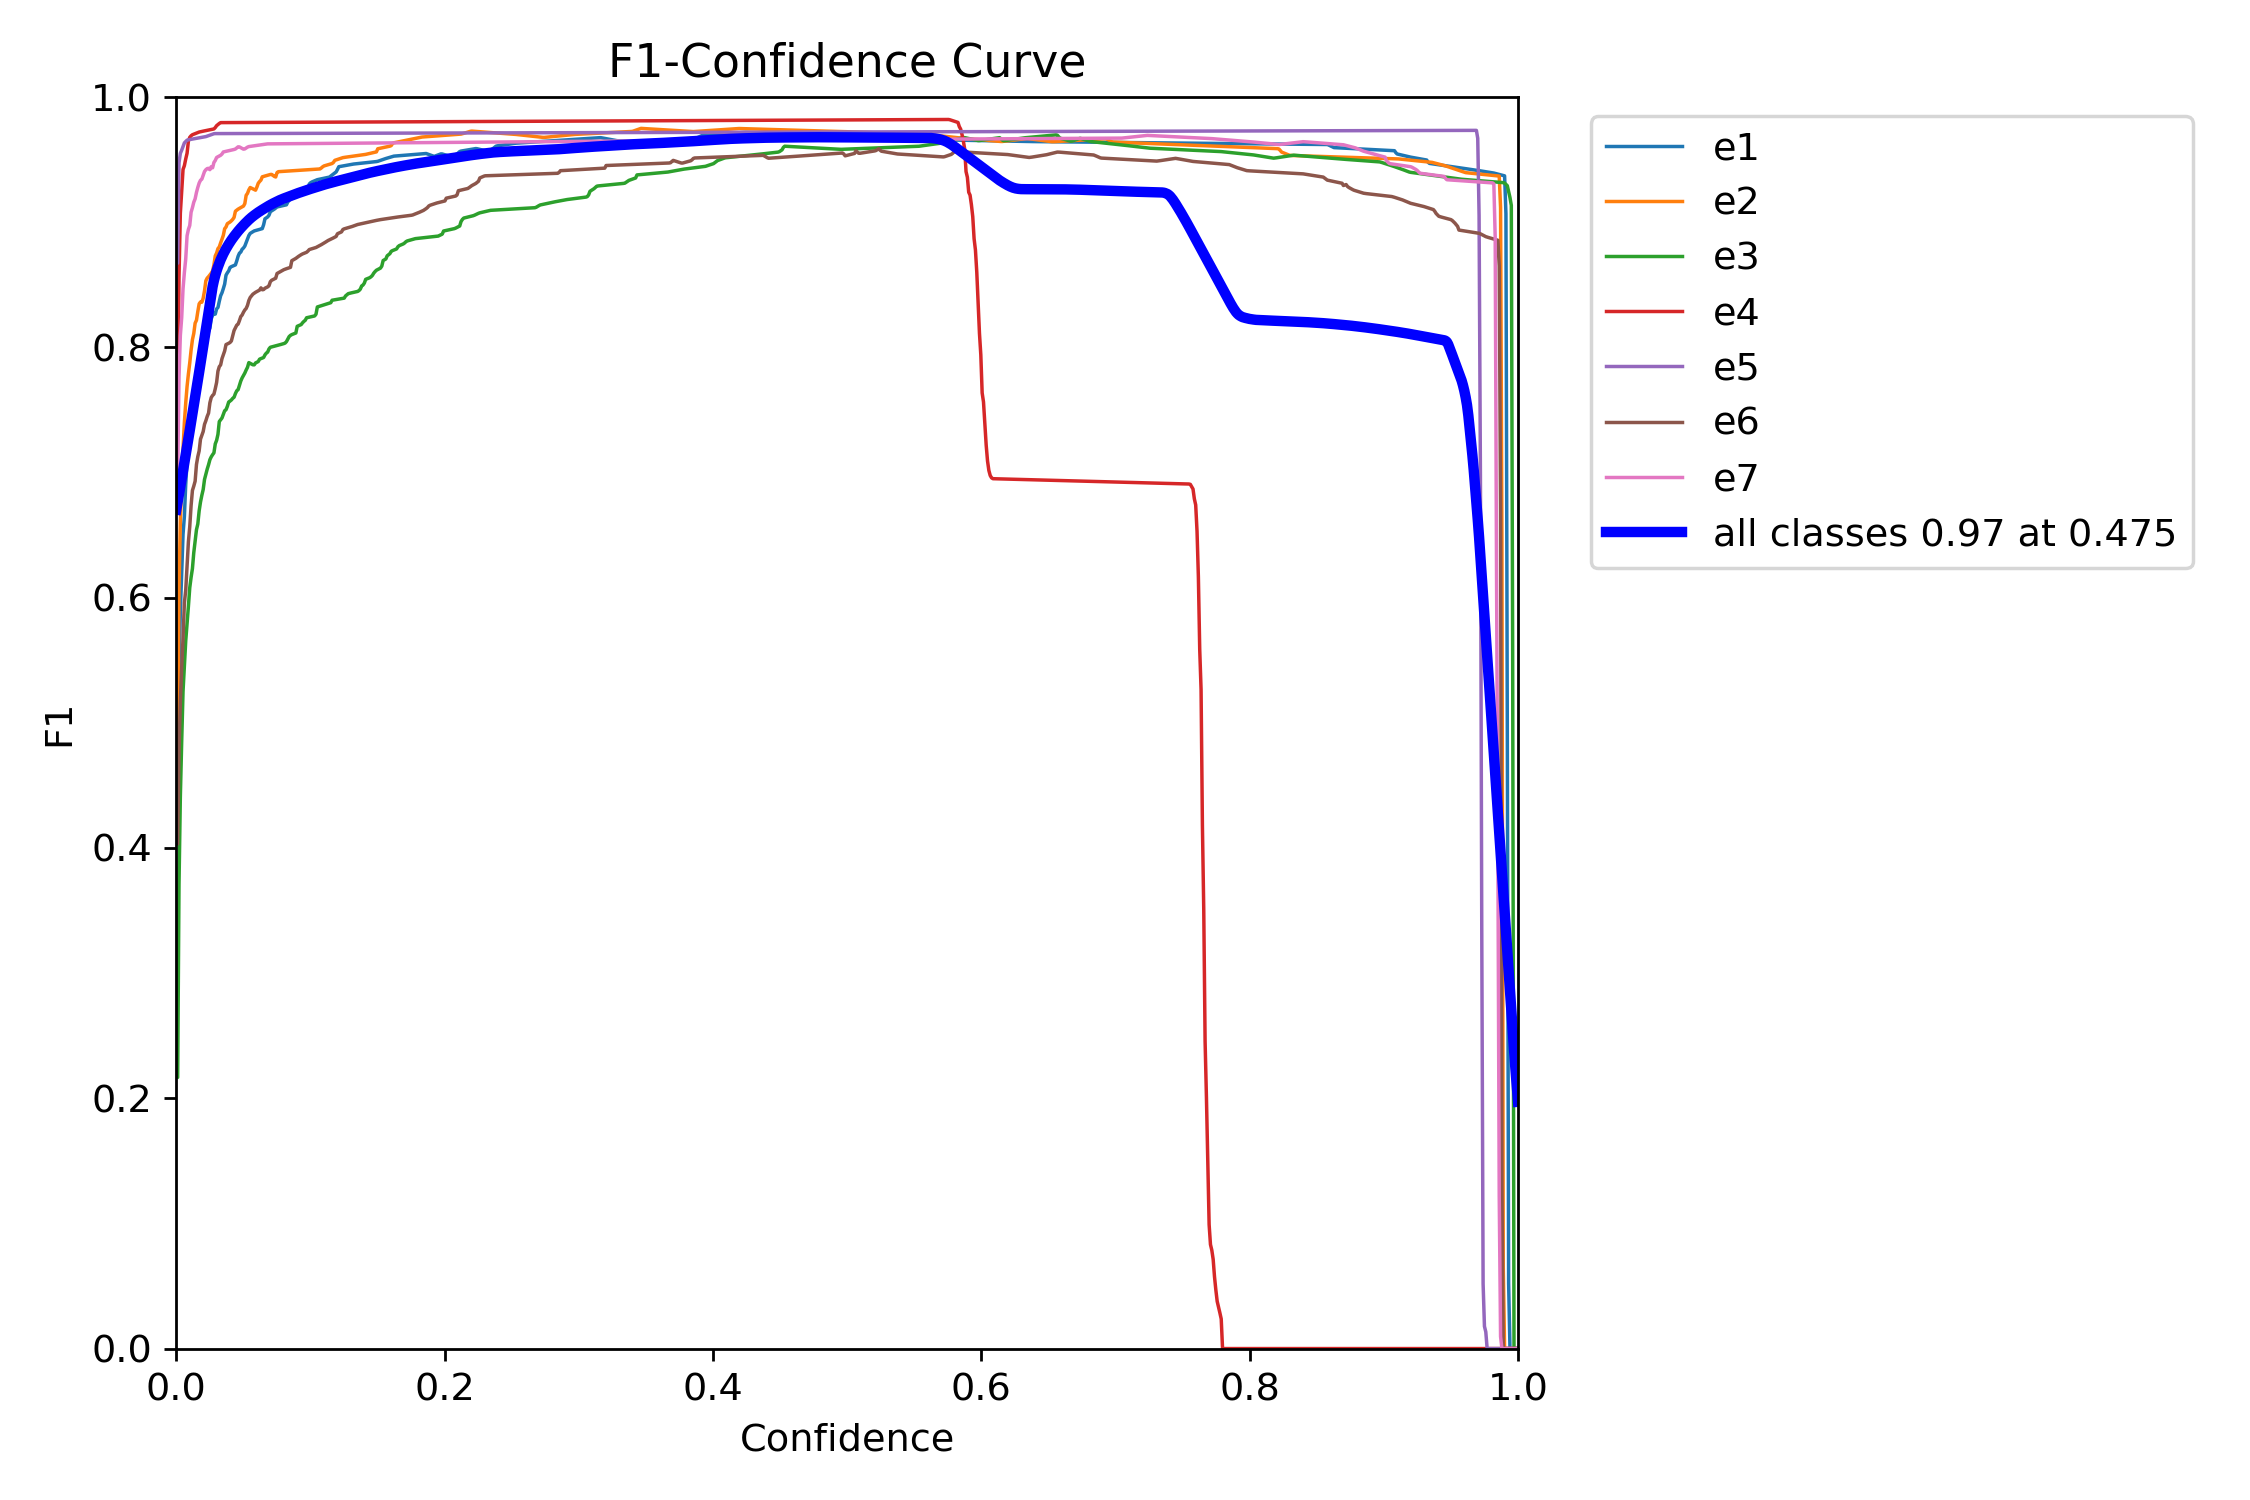 F1-Confidence Curve
1.0
0.8
0.6
0.4
0.2
0.0
F1
0.0 0.2 0.4 0.6 0.8 1.0
Confidence
e1
e2
e3
e4
e5
e6
e7
all classes 0.97 at 0.475